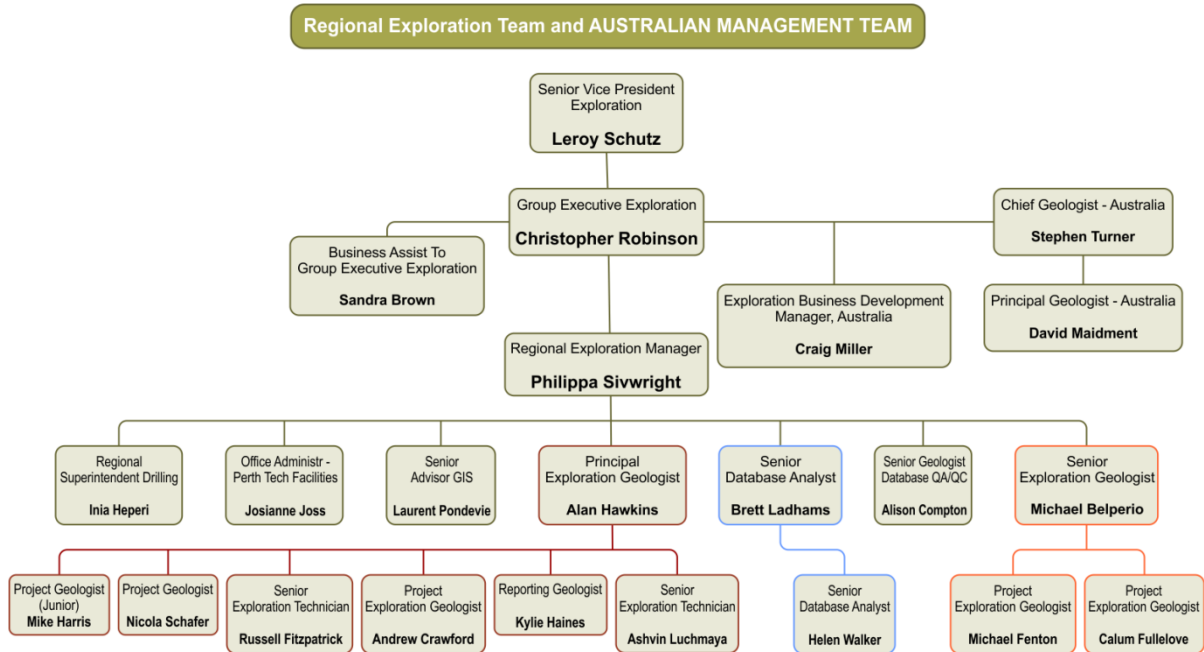 Regional Exploration Team and AUSTRALIAN MANAGEMENT TEAM
Senior Vice President
Exploration
Leroy Schutz
Group Executive Exploration
Christopher Robinson
Chief Geologist - Australia
Stephen Turner
Business Assist To
Group Executive Exploration
Sandra Brown
Exploration Business Development
Manager, Australia
Craig Miller
Principal Geologist - Australia
David Maidment
Regional Exploration Manager
Philippa Sivwright
Regional
Superintendent Drilling
Inia Heperi
Office Administr -
Perth Tech Facilities
Josianne Joss
Senior
Advisor GIS
Laurent Pondevie
Principal
Exploration Geologist
Alan Hawkins
Senior
Database Analyst
Brett Ladhams
Senior Geologist
Database QA/QC
Alison Compton
Senior
Exploration Geologist
Michael Belperio
Project Geologist
(Junior)
Mike Harris
Project Geologist
Nicola Schafer
Senior
Exploration Technician
Russell Fitzpatrick
Project
Exploration Geologist
Andrew Crawford
Reporting Geologist
Kylie Haines
Senior
Exploration Technician
Ashvin Luchmaya
Senior
Database Analyst
Helen Walker
Project
Exploration Geologist
Michael Fenton
Project
Exploration Geologist
Calum Fullelove